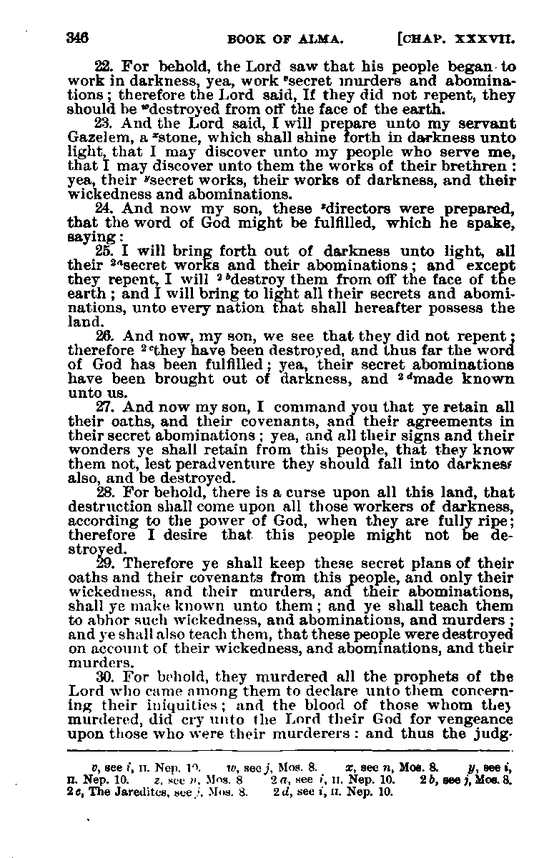 346 BOOK OF ALMA. [CHAP. XXXVII.
22. For behold, the Lord saw that his people began to
work in darkness, yea, work ᵛsecret murders and abomina-
tions; therefore the Lord said, If they did not repent, they
should be ʷdestroyed from off the face of the earth.
23. And the Lord said, I will prepare unto my servant
Gazelem, a ˣstone, which shall shine forth in darkness unto
light, that I may discover unto my people who serve me,
that I may discover unto them the works of their brethren:
yea, their ʸsecret works, their works of darkness, and their
wickedness and abominations.
24. And now my son, these ᶻdirectors were prepared,
that the word of God might be fulfilled, which he spake,
saying:
25. I will bring forth out of darkness unto light, all
their ²ᵃsecret works and their abominations; and except
they repent, I will ²ᵇdestroy them from off the face of the
earth; and I will bring to light all their secrets and abomi-
nations, unto every nation that shall hereafter possess the
land.
26. And now, my son, we see that they did not repent;
therefore ²ᶜthey have been destroyed, and thus far the word
of God has been fulfilled; yea, their secret abominations
have been brought out of darkness, and ²ᵈmade known
unto us.
27. And now my son, I command you that ye retain all
their oaths, and their covenants, and their agreements in
their secret abominations; yea, and all their signs and their
wonders ye shall retain from this people, that they know
them not, lest peradventure they should fall into darkness
also, and be destroyed.
28. For behold, there is a curse upon all this land, that
destruction shall come upon all those workers of darkness,
according to the power of God, when they are fully ripe;
therefore I desire that this people might not be de-
stroyed.
29. Therefore ye shall keep these secret plans of their
oaths and their covenants from this people, and only their
wickedness, and their murders, and their abominations,
shall ye make known unto them; and ye shall teach them
to abhor such wickedness, and abominations, and murders;
and ye shall also teach them, that these people were destroyed
on account of their wickedness, and abominations, and their
murders.
30. For behold, they murdered all the prophets of the
Lord who came among them to declare unto them concern-
ing their iniquities; and the blood of those whom they
murdered, did cry unto the Lord their God for vengeance
upon those who were their murderers: and thus the judg-
v, see i, II. Nep. 10. w, see j, Mos. 8. x, see n, Mos. 8. y, see i,
II. Nep. 10. z, see n, Mos. 8 2 a, see i, II. Nep. 10. 2 b, see j, Mos. 8.
2 c, The Jaredites, see j, Mos. 8. 2 d, see i, II. Nep. 10.